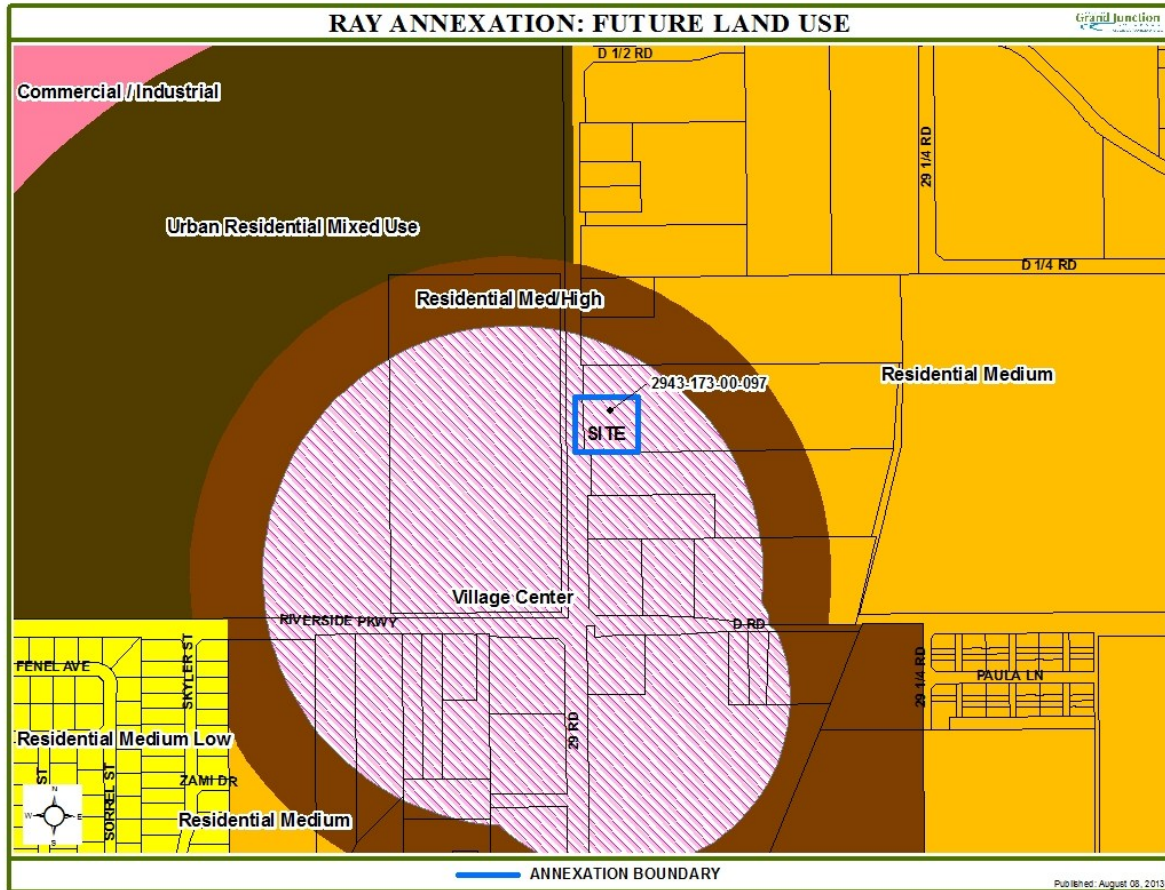 RAY ANNEXATION: FUTURE LAND USE
Grand Junction
D 1/2 RD
Commercial / Industrial
29 1/4 RD
Urban Residential Mixed Use
D 1/4 RD
Residential Med/High
Residential Medium
2943-173-00-097
SITE
Village Center
RIVERSIDE PKWY
D RD
FENEL AVE
SKYLER ST
29 1/4 RD
PAULA LN
29 RD
Residential Medium Low
ST
SORREL ST
ZAMI DR
N
W
E
S
Residential Medium
ANNEXATION BOUNDARY
Published: August 08, 2013